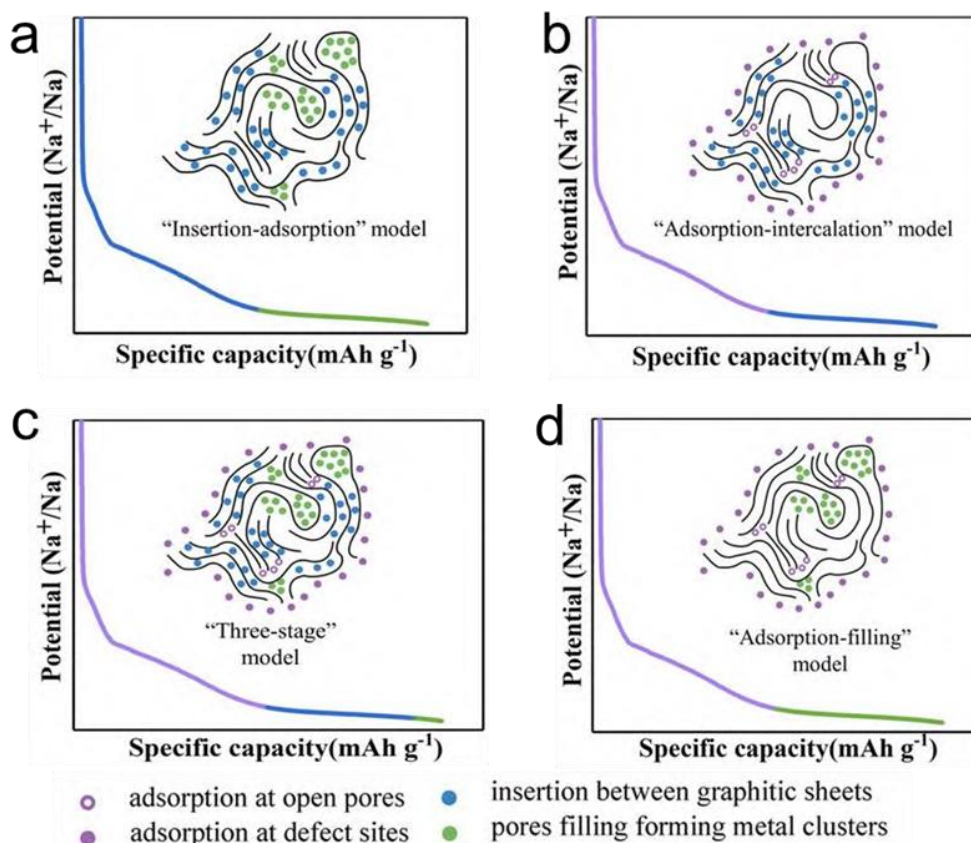 a
Potential (Na⁺/Na)
“Insertion-adsorption” model
Specific capacity(mAh g⁻¹)
b
Potential (Na⁺/Na)
“Adsorption-intercalation” model
Specific capacity(mAh g⁻¹)
c
Potential (Na⁺/Na)
“Three-stage”
model
Specific capacity(mAh g⁻¹)
d
Potential (Na⁺/Na)
“Adsorption-filling”
model
Specific capacity(mAh g⁻¹)
adsorption at open pores
insertion between graphitic sheets
adsorption at defect sites
pores filling forming metal clusters